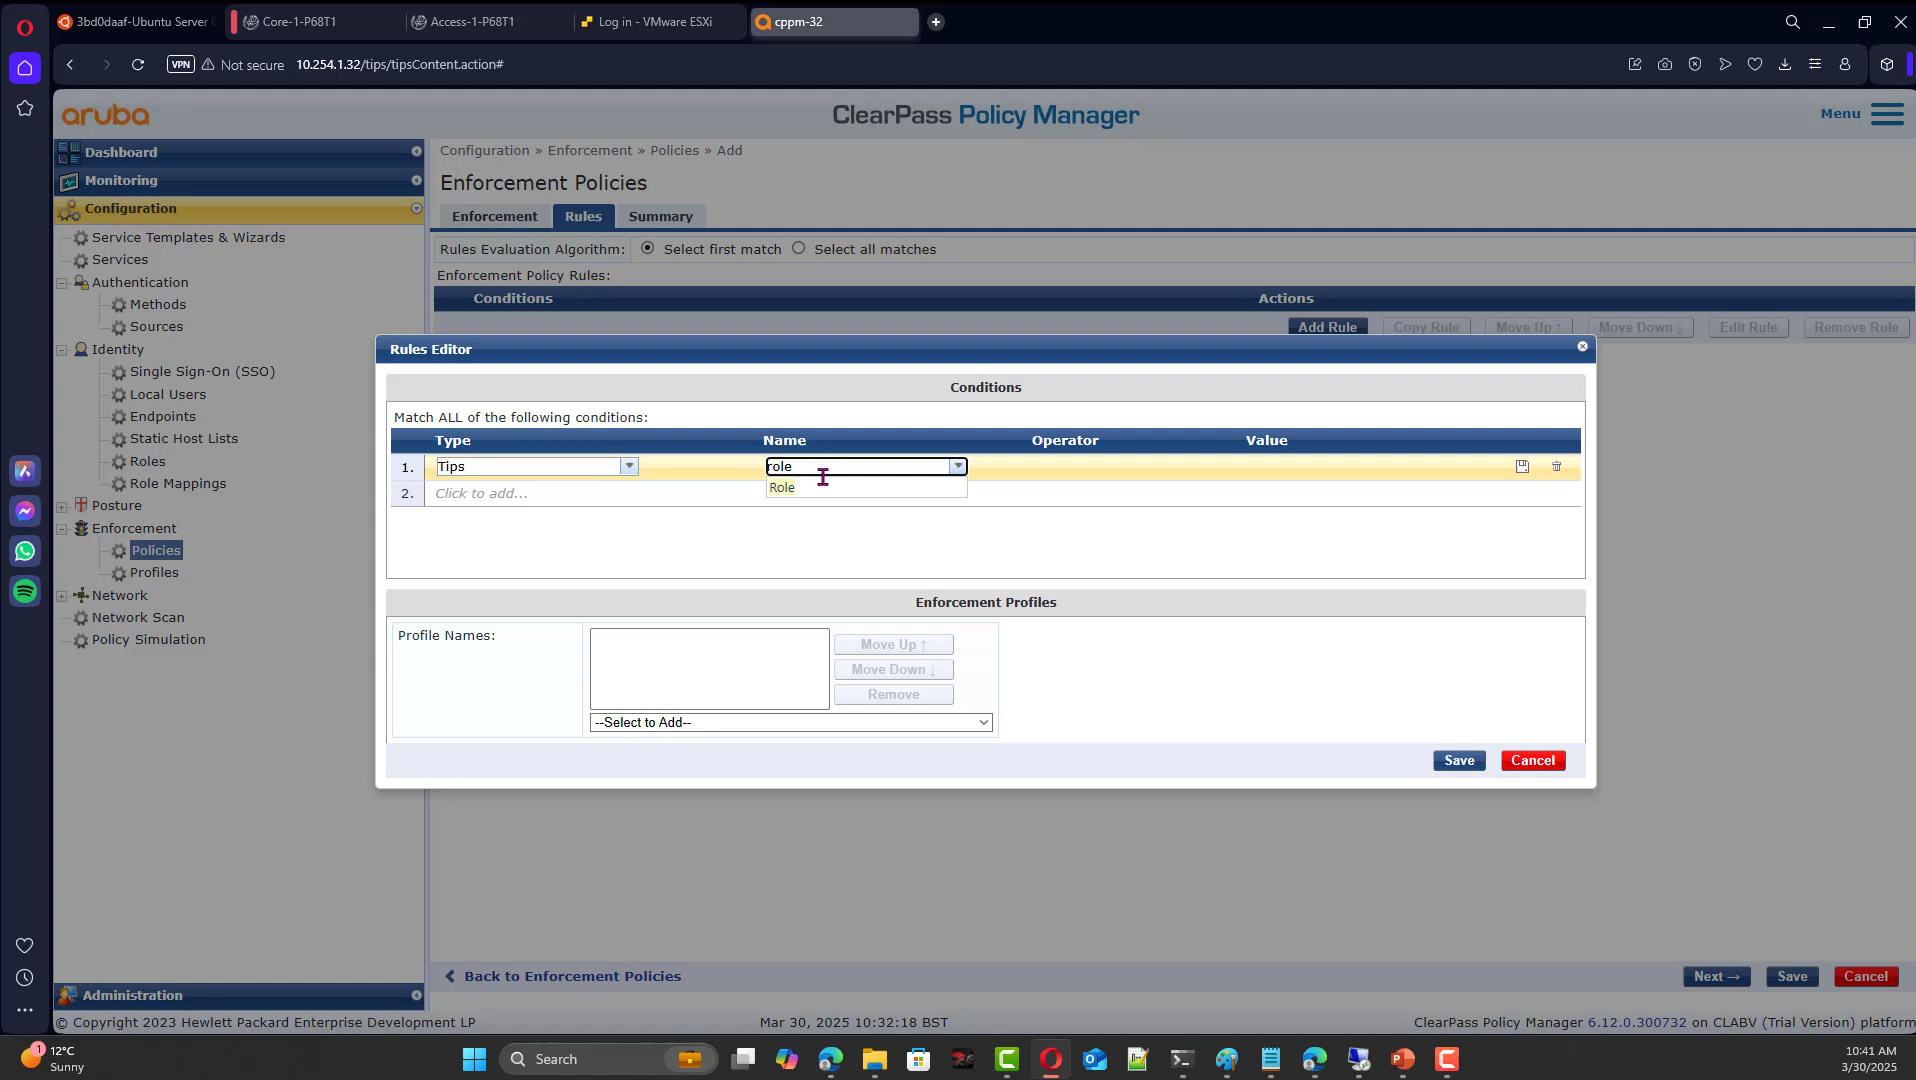 3bd0daaf-Ubuntu Server
Core-1-P68T1
Access-1-P68T1
Log in - VMware ESXi
cppm-32
VPN
Not secure
10.254.1.32/tips/tipsContent.action#
aruba
ClearPass Policy Manager
Menu
Dashboard
Monitoring
Configuration
Service Templates & Wizards
Services
Authentication
Methods
Sources
Identity
Single Sign-On (SSO)
Local Users
Endpoints
Static Host Lists
Roles
Role Mappings
Posture
Enforcement
Policies
Profiles
Network
Network Scan
Policy Simulation
Administration
Configuration » Enforcement » Policies » Add
Enforcement Policies
Enforcement
Rules
Summary
Rules Evaluation Algorithm:
Select first match
Select all matches
Enforcement Policy Rules:
Conditions
Actions
Add Rule
Copy Rule
Move Up ↑
Move Down ↓
Edit Rule
Remove Rule
Rules Editor
Conditions
Match ALL of the following conditions:
Type
Name
Operator
Value
1.
Tips
role
Role
2.
Click to add...
Enforcement Profiles
Profile Names:
Move Up ↑
Move Down ↓
Remove
--Select to Add--
Save
Cancel
Back to Enforcement Policies
Next →
Save
Cancel
© Copyright 2023 Hewlett Packard Enterprise Development LP
Mar 30, 2025 10:32:18 BST
ClearPass Policy Manager 6.12.0.300732 on CLABV (Trial Version) platform
1
12°C
Sunny
Search
10:41 AM
3/30/2025